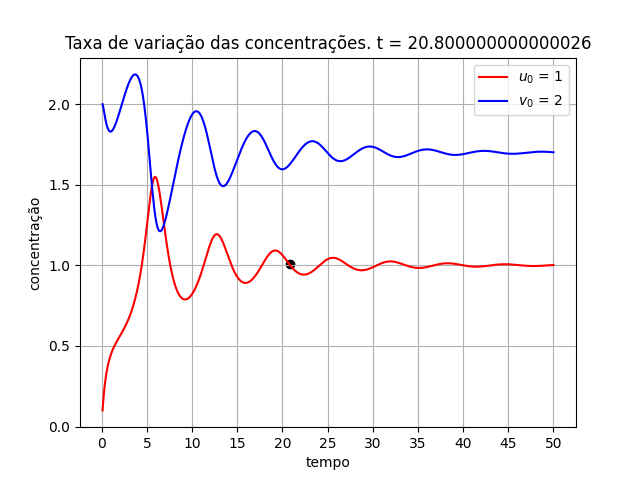 Taxa de variação das concentrações. t = 20.800000000000026
u₀ = 1
v₀ = 2
2.0
1.5
1.0
0.5
0.0
concentração
0 5 10 15 20 25 30 35 40 45 50
tempo